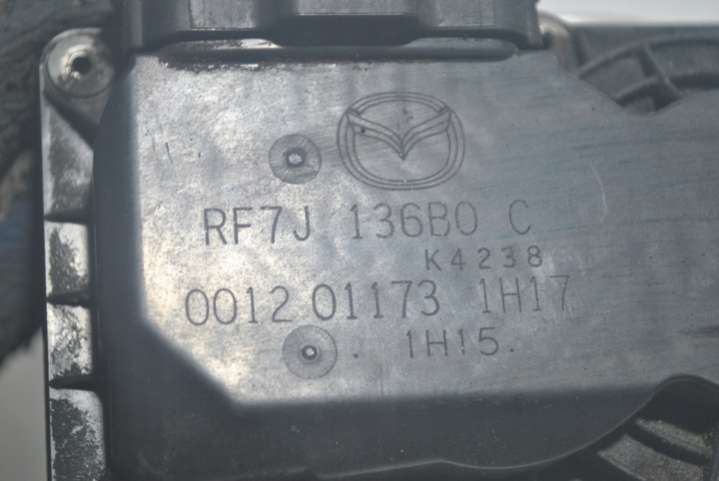 RF7J 136B0 C
K4238
0012 01173 1H17
. 1H15.